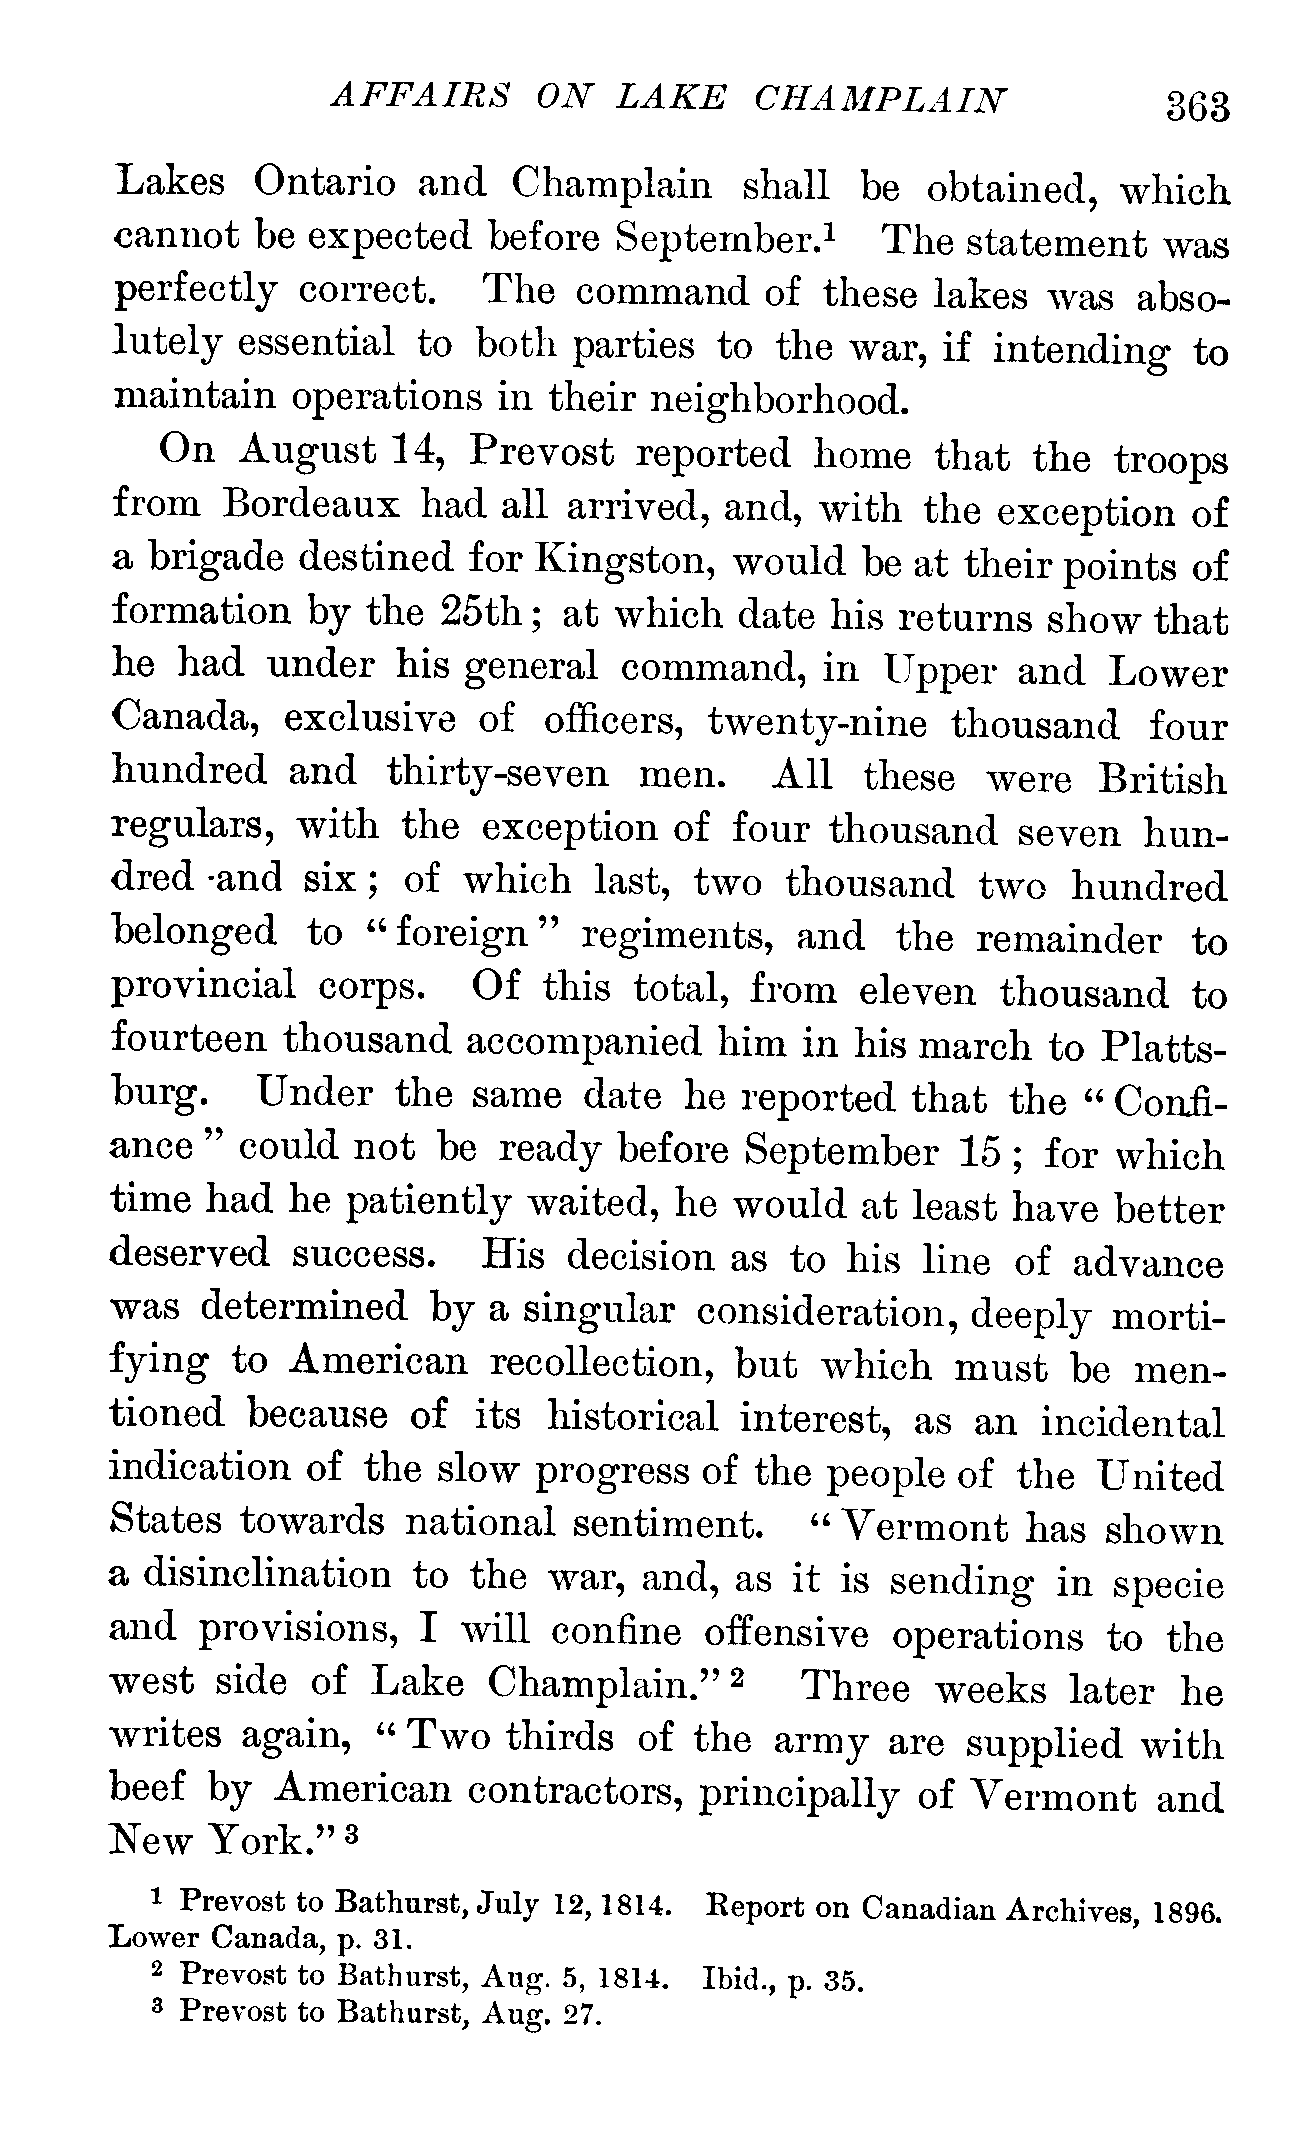 AFFAIRS ON LAKE CHAMPLAIN 363
Lakes Ontario and Champlain shall be obtained, which
cannot be expected before September.¹ The statement was
perfectly correct. The command of these lakes was abso-
lutely essential to both parties to the war, if intending to
maintain operations in their neighborhood.
On August 14, Prevost reported home that the troops
from Bordeaux had all arrived, and, with the exception of
a brigade destined for Kingston, would be at their points of
formation by the 25th; at which date his returns show that
he had under his general command, in Upper and Lower
Canada, exclusive of officers, twenty-nine thousand four
hundred and thirty-seven men. All these were British
regulars, with the exception of four thousand seven hun-
dred and six; of which last, two thousand two hundred
belonged to "foreign" regiments, and the remainder to
provincial corps. Of this total, from eleven thousand to
fourteen thousand accompanied him in his march to Platts-
burg. Under the same date he reported that the "Confi-
ance" could not be ready before September 15; for which
time had he patiently waited, he would at least have better
deserved success. His decision as to his line of advance
was determined by a singular consideration, deeply morti-
fying to American recollection, but which must be men-
tioned because of its historical interest, as an incidental
indication of the slow progress of the people of the United
States towards national sentiment. "Vermont has shown
a disinclination to the war, and, as it is sending in specie
and provisions, I will confine offensive operations to the
west side of Lake Champlain."² Three weeks later he
writes again, "Two thirds of the army are supplied with
beef by American contractors, principally of Vermont and
New York."³
¹ Prevost to Bathurst, July 12, 1814. Report on Canadian Archives, 1896.
Lower Canada, p. 31.
² Prevost to Bathurst, Aug. 5, 1814. Ibid., p. 35.
³ Prevost to Bathurst, Aug. 27.